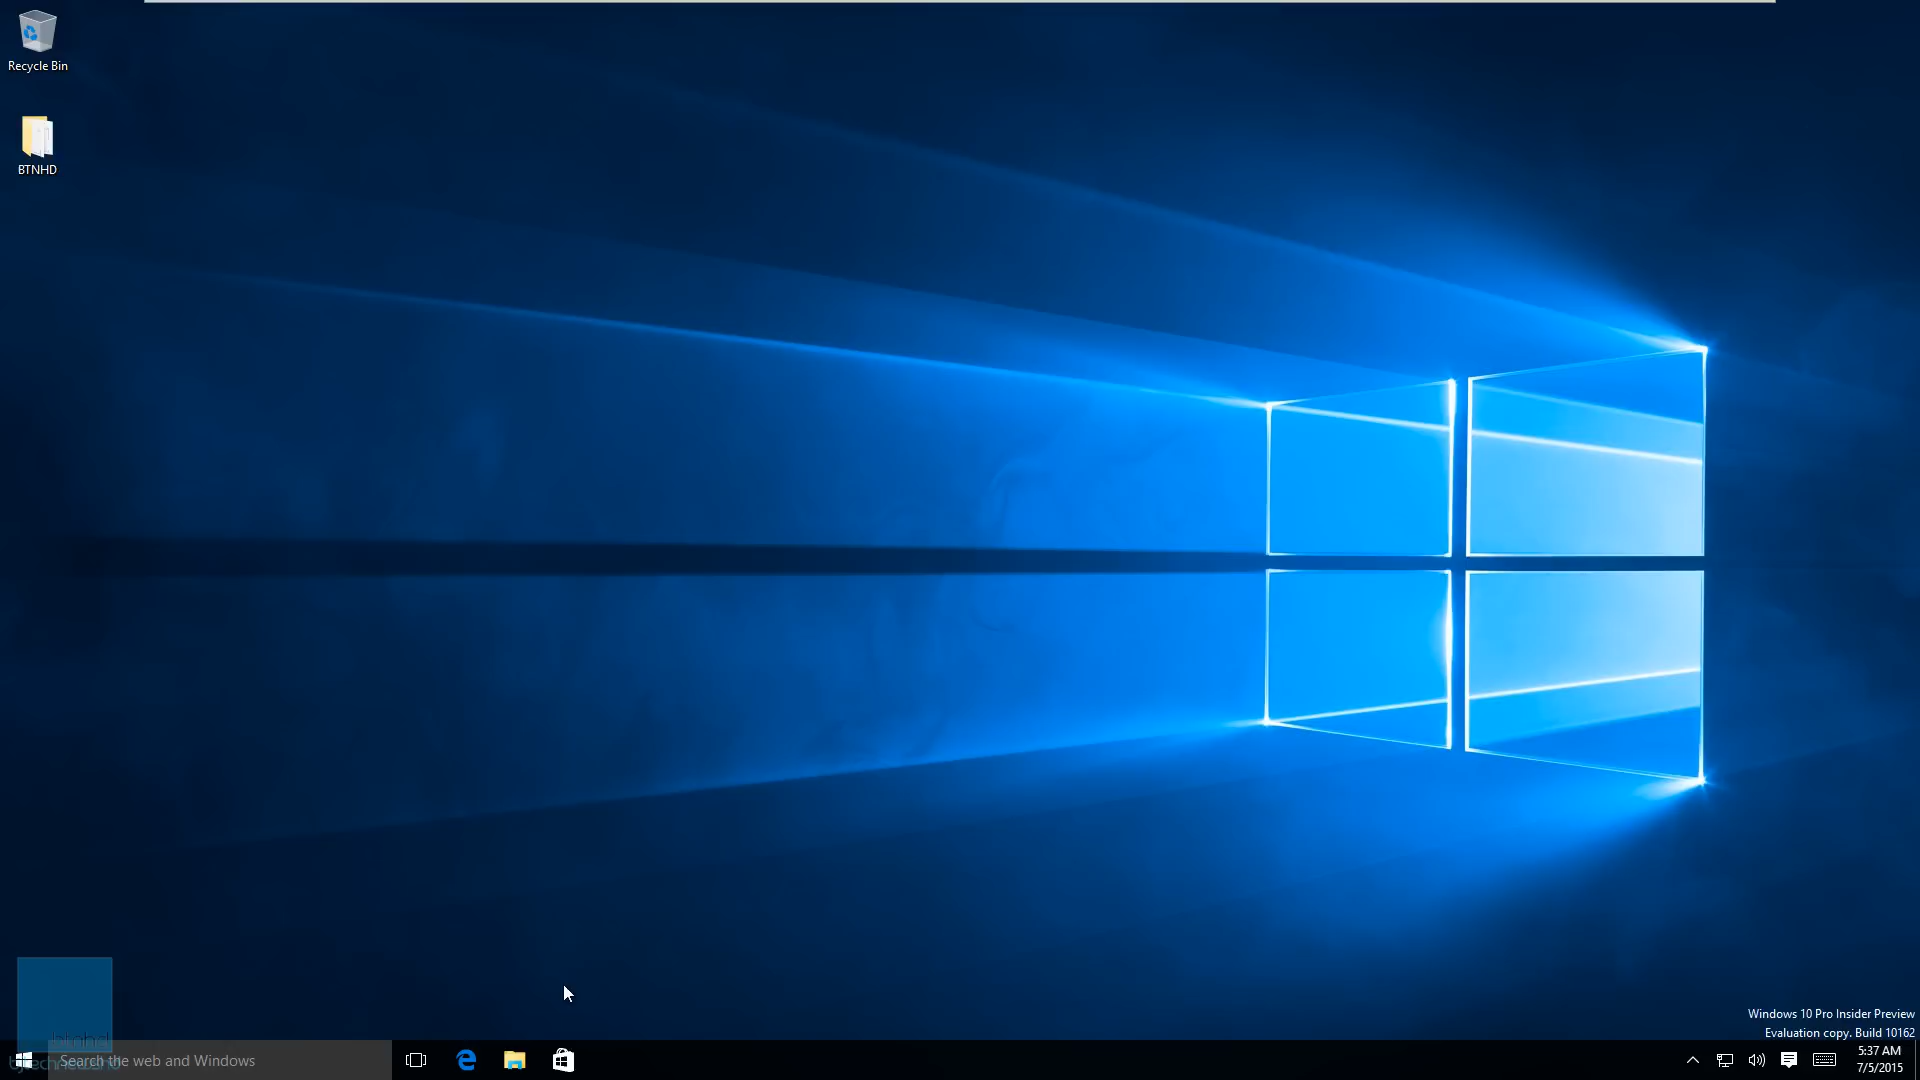 Recycle Bin
BTNHD
Windows 10 Pro Insider Preview
Evaluation copy. Build 10162
btnhd
Search the web and Windows
5:37 AM
7/5/2015